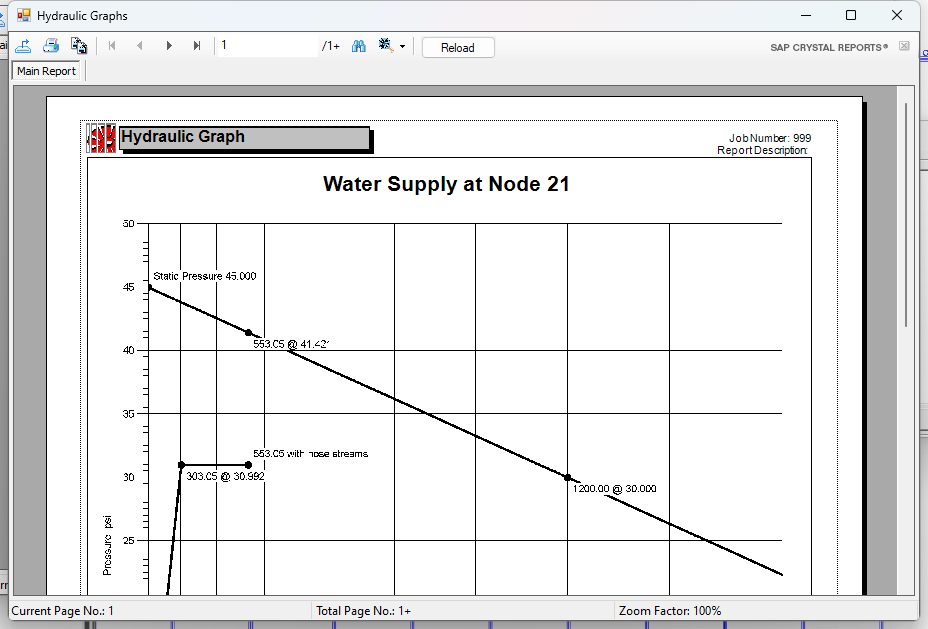 Hydraulic Graphs
1
/1+
Reload
SAP CRYSTAL REPORTS®
Main Report
Hydraulic Graph
Job Number: 999
Report Description:
Water Supply at Node 21
50
Static Pressure 45.000
45
553.05 @ 41.421
40
35
553.05 with hose streams
30
303.05 @ 30.992
1200.00 @ 30.000
25
Pressure psi
Current Page No.: 1
Total Page No.: 1+
Zoom Factor: 100%